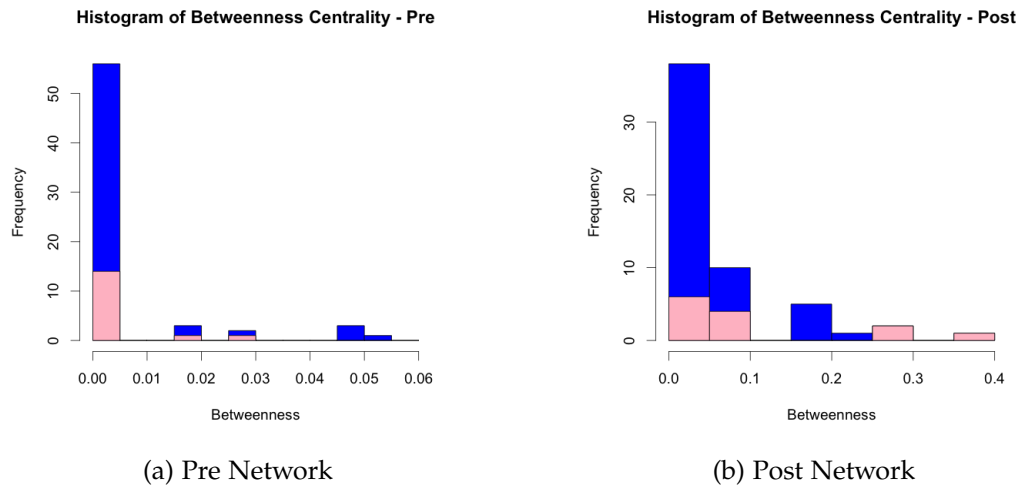 Histogram of Betweenness Centrality - Pre
Frequency
50
40
30
20
10
0
0.00 0.01 0.02 0.03 0.04 0.05 0.06
Betweenness
(a) Pre Network
Histogram of Betweenness Centrality - Post
Frequency
30
20
10
0
0.0 0.1 0.2 0.3 0.4
Betweenness
(b) Post Network